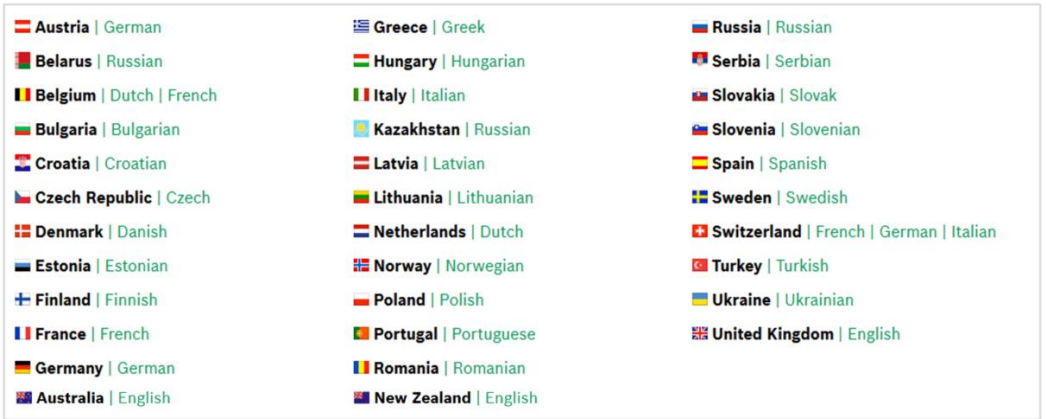 Austria | German
Belarus | Russian
Belgium | Dutch | French
Bulgaria | Bulgarian
Croatia | Croatian
Czech Republic | Czech
Denmark | Danish
Estonia | Estonian
Finland | Finnish
France | French
Germany | German
Australia | English
Greece | Greek
Hungary | Hungarian
Italy | Italian
Kazakhstan | Russian
Latvia | Latvian
Lithuania | Lithuanian
Netherlands | Dutch
Norway | Norwegian
Poland | Polish
Portugal | Portuguese
Romania | Romanian
New Zealand | English
Russia | Russian
Serbia | Serbian
Slovakia | Slovak
Slovenia | Slovenian
Spain | Spanish
Sweden | Swedish
Switzerland | French | German | Italian
Turkey | Turkish
Ukraine | Ukrainian
United Kingdom | English